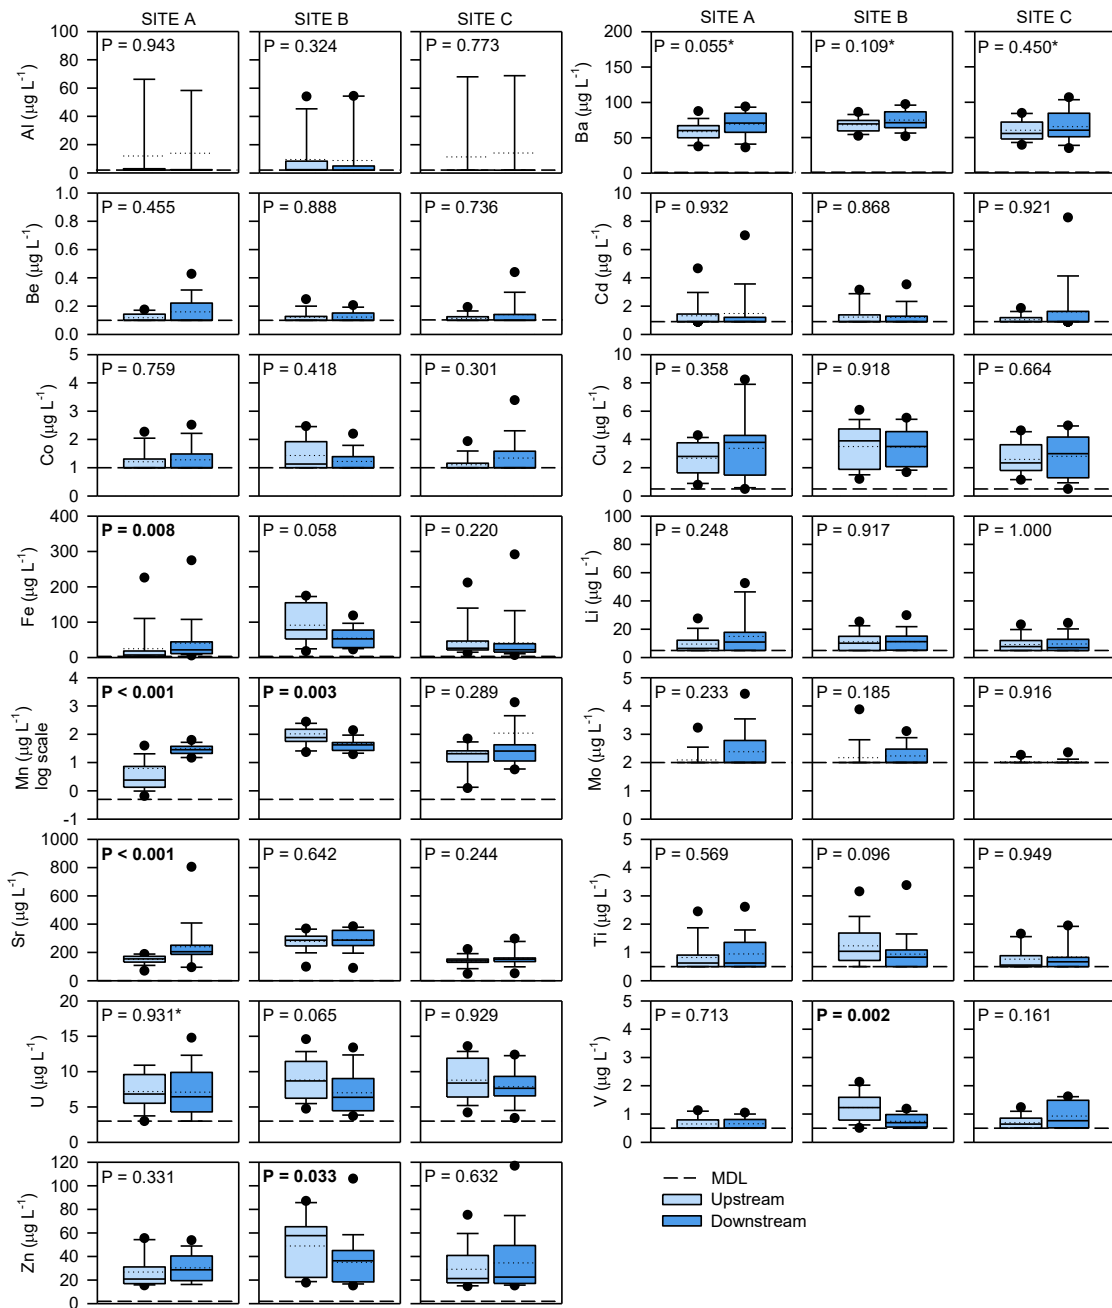 SITE A SITE B SITE C
Al (µg L⁻¹)
100 80 60 40 20 0
P = 0.943 P = 0.324 P = 0.773
SITE A SITE B SITE C
Ba (µg L⁻¹)
200 150 100 50 0
P = 0.055* P = 0.109* P = 0.450*
Be (µg L⁻¹)
1.0 0.8 0.6 0.4 0.2 0.0
P = 0.455 P = 0.888 P = 0.736
Cd (µg L⁻¹)
10 8 6 4 2 0
P = 0.932 P = 0.868 P = 0.921
Co (µg L⁻¹)
5 4 3 2 1 0
P = 0.759 P = 0.418 P = 0.301
Cu (µg L⁻¹)
10 8 6 4 2 0
P = 0.358 P = 0.918 P = 0.664
Fe (µg L⁻¹)
400 300 200 100 0
P = 0.008 P = 0.058 P = 0.220
Li (µg L⁻¹)
100 80 60 40 20 0
P = 0.248 P = 0.917 P = 1.000
Mn (µg L⁻¹)
log scale
4 3 2 1 0 -1
P < 0.001 P = 0.003 P = 0.289
Mo (µg L⁻¹)
5 4 3 2 1 0
P = 0.233 P = 0.185 P = 0.916
Sr (µg L⁻¹)
1000 800 600 400 200 0
P < 0.001 P = 0.642 P = 0.244
Ti (µg L⁻¹)
5 4 3 2 1 0
P = 0.569 P = 0.096 P = 0.949
U (µg L⁻¹)
20 15 10 5 0
P = 0.931* P = 0.065 P = 0.929
V (µg L⁻¹)
5 4 3 2 1 0
P = 0.713 P = 0.002 P = 0.161
Zn (µg L⁻¹)
120 100 80 60 40 20 0
P = 0.331 P = 0.033 P = 0.632
MDL
Upstream
Downstream